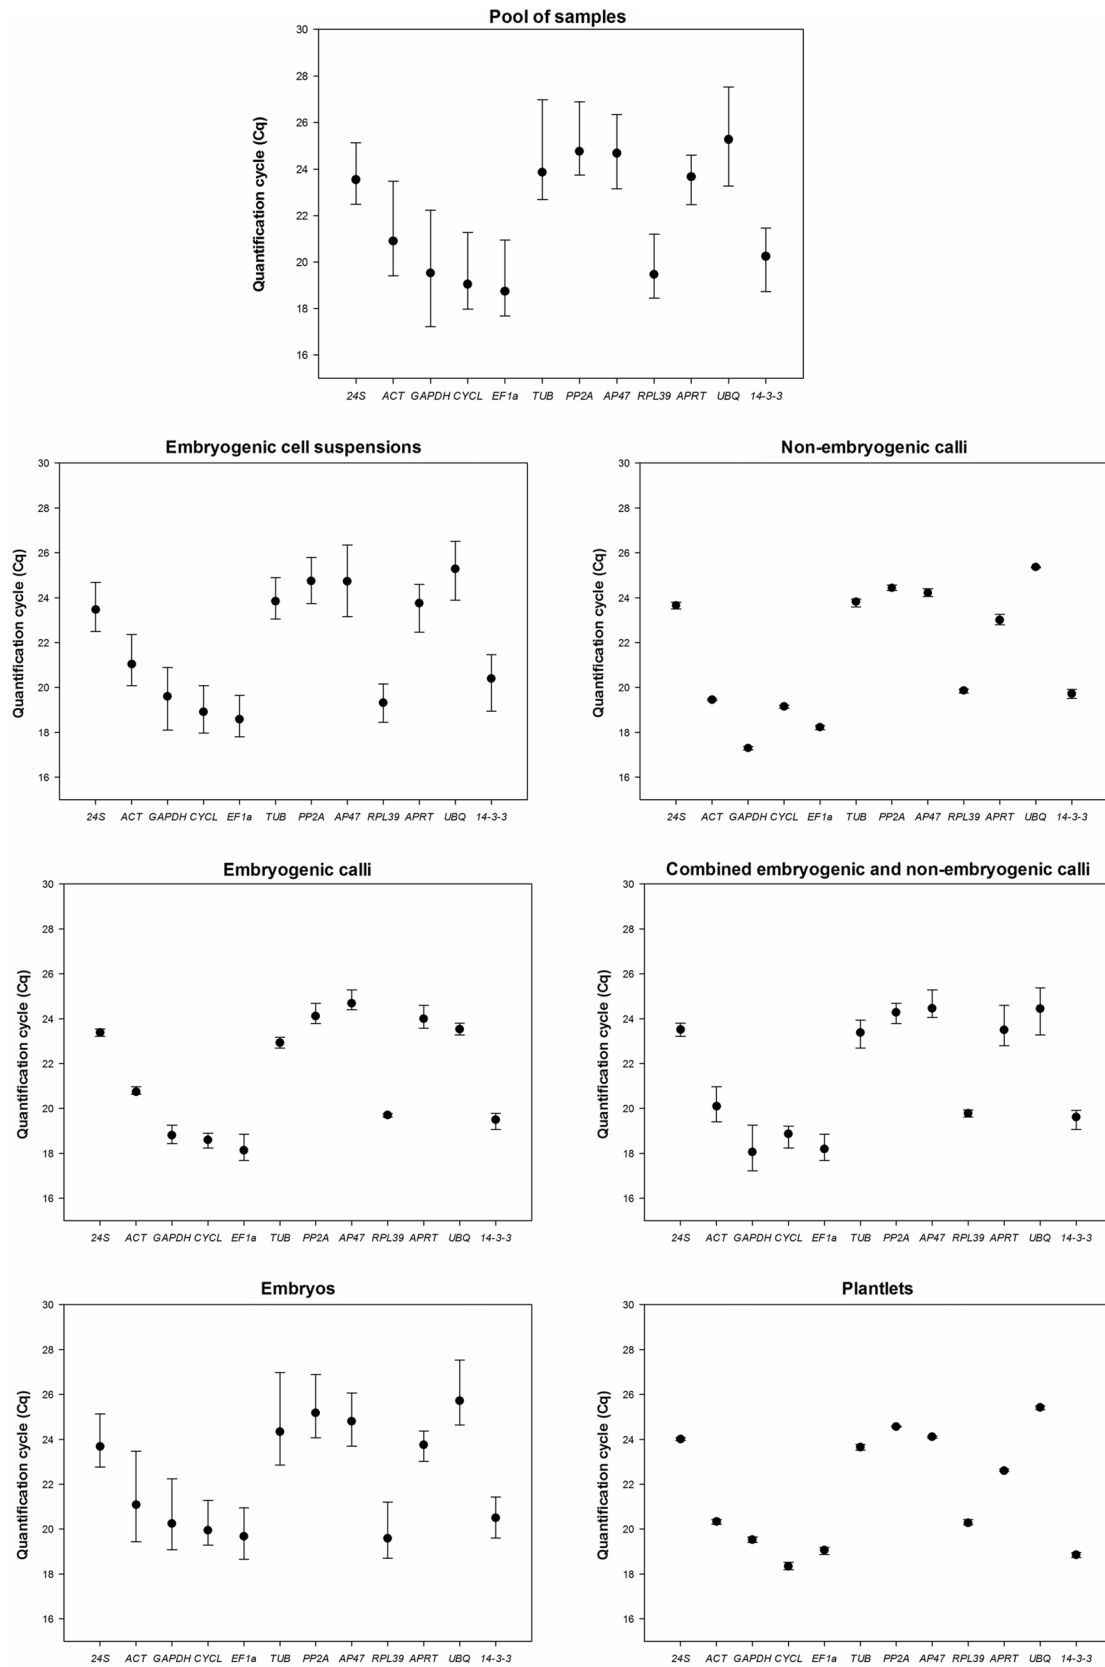 Pool of samples
Quantification cycle (Cq)
30
28
26
24
22
20
18
16
24S ACT GAPDH CYCL EF1a TUB PP2A AP47 RPL39 APRT UBQ 14-3-3
Embryogenic cell suspensions
Quantification cycle (Cq)
30
28
26
24
22
20
18
16
24S ACT GAPDH CYCL EF1a TUB PP2A AP47 RPL39 APRT UBQ 14-3-3
Non-embryogenic calli
Quantification cycle (Cq)
30
28
26
24
22
20
18
16
24S ACT GAPDH CYCL EF1a TUB PP2A AP47 RPL39 APRT UBQ 14-3-3
Embryogenic calli
Quantification cycle (Cq)
30
28
26
24
22
20
18
16
24S ACT GAPDH CYCL EF1a TUB PP2A AP47 RPL39 APRT UBQ 14-3-3
Combined embryogenic and non-embryogenic calli
Quantification cycle (Cq)
30
28
26
24
22
20
18
16
24S ACT GAPDH CYCL EF1a TUB PP2A AP47 RPL39 APRT UBQ 14-3-3
Embryos
Quantification cycle (Cq)
30
28
26
24
22
20
18
16
24S ACT GAPDH CYCL EF1a TUB PP2A AP47 RPL39 APRT UBQ 14-3-3
Plantlets
Quantification cycle (Cq)
30
28
26
24
22
20
18
16
24S ACT GAPDH CYCL EF1a TUB PP2A AP47 RPL39 APRT UBQ 14-3-3